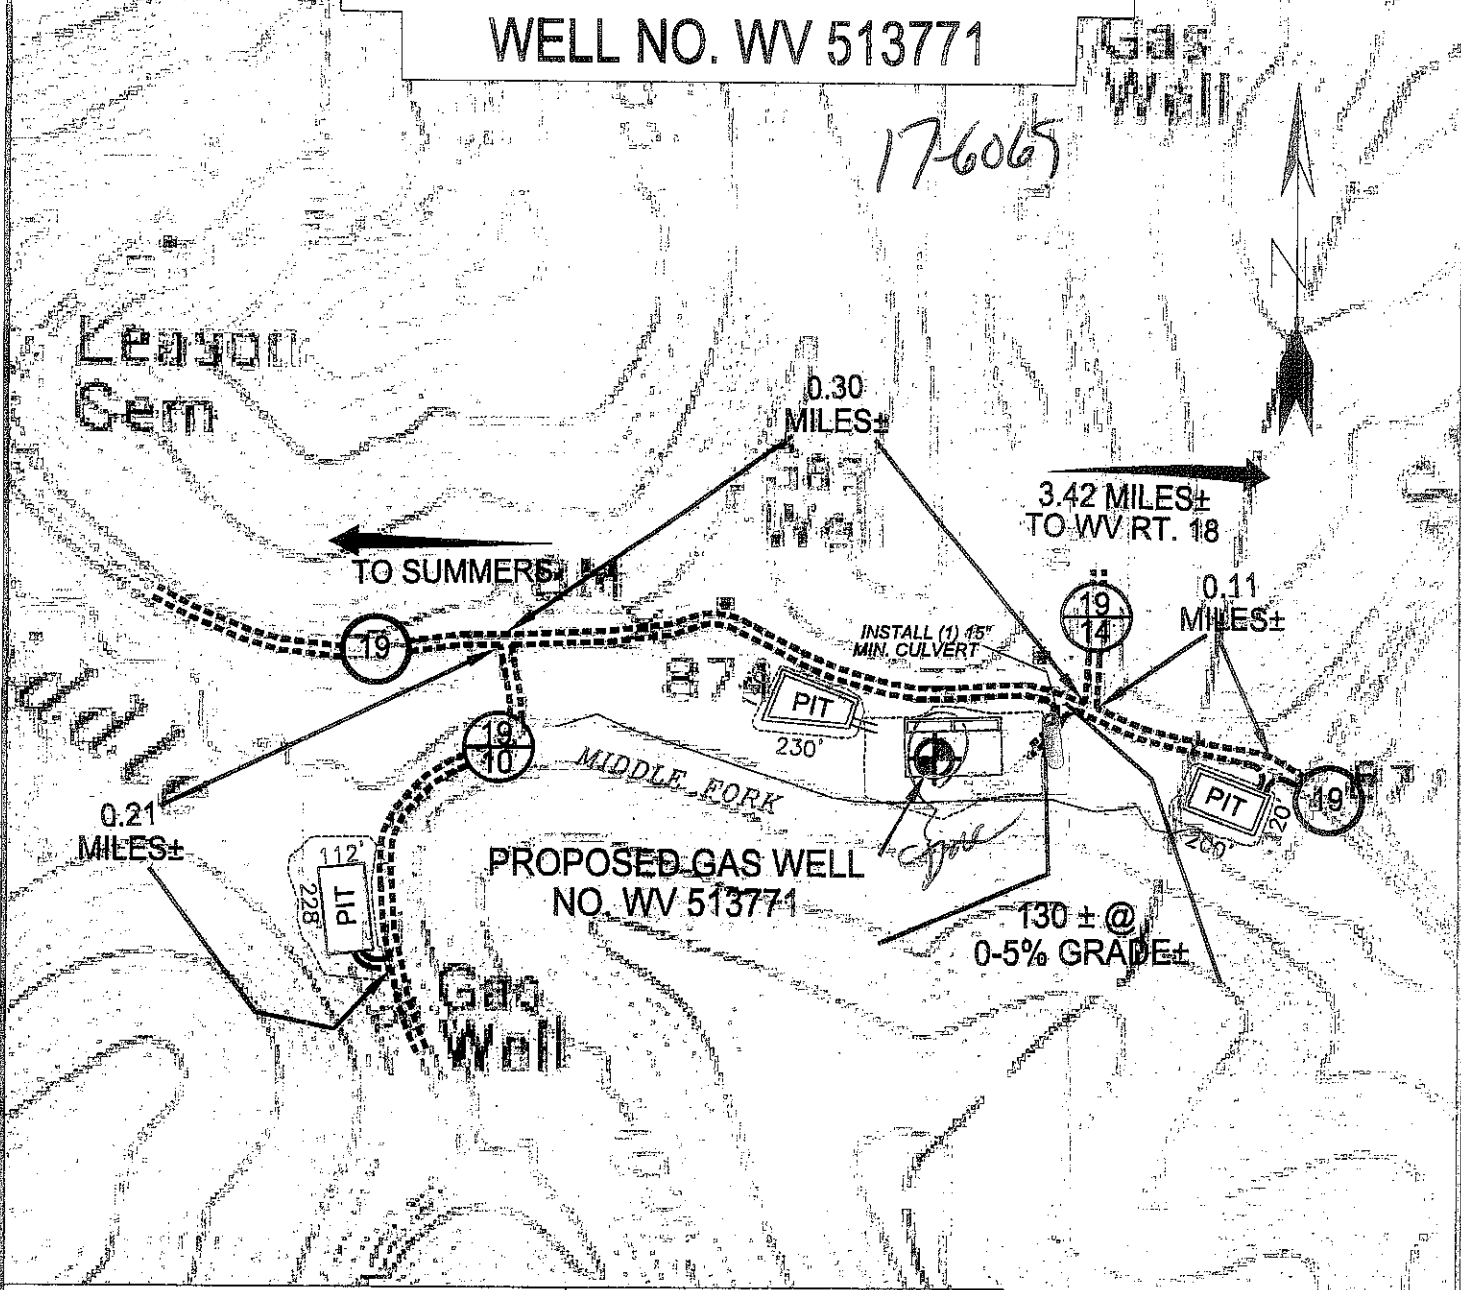 WELL NO. WV 513771
Gas
Well
17-6065
Cem
0.30
MILES±
3.42 MILES±
TO WV RT. 18
TO SUMMERS
0.11
MILES±
19
14
INSTALL (1) 15"
MIN. CULVERT
19
874
PIT
230'
19
10
MIDDLE FORK
PIT
200'
120'
19
0.21
MILES±
112'
228'
PIT
PROPOSED GAS WELL
NO. WV 513771
130 ± @
0-5% GRADE±
Gas
Well
N